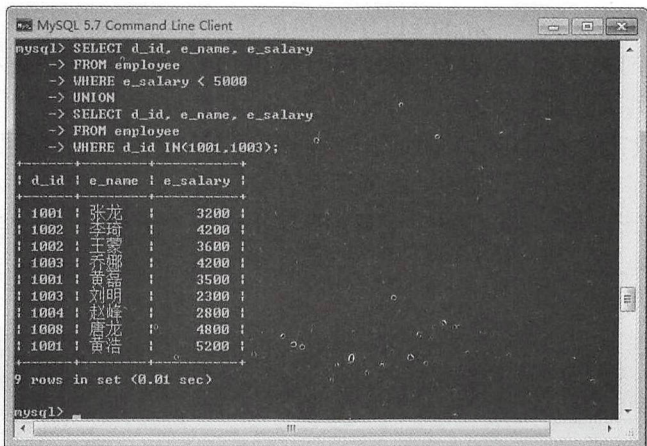 MySQL 5.7 Command Line Client
mysql> SELECT d_id, e_name, e_salary
    -> FROM employee
    -> WHERE e_salary < 5000
    -> UNION
    -> SELECT d_id, e_name, e_salary
    -> FROM employee
    -> WHERE d_id IN(1001,1003);
+------+--------+----------+
| d_id | e_name | e_salary |
+------+--------+----------+
| 1001 | 张龙 | 3200 |
| 1002 | 李琦 | 4200 |
| 1002 | 王蒙 | 3600 |
| 1003 | 乔娜 | 4200 |
| 1001 | 黄磊 | 3500 |
| 1003 | 刘明 | 2300 |
| 1004 | 赵峰 | 2800 |
| 1008 | 唐龙 | 4800 |
| 1001 | 黄浩 | 5200 |
+------+--------+----------+
9 rows in set (0.01 sec)
mysql>